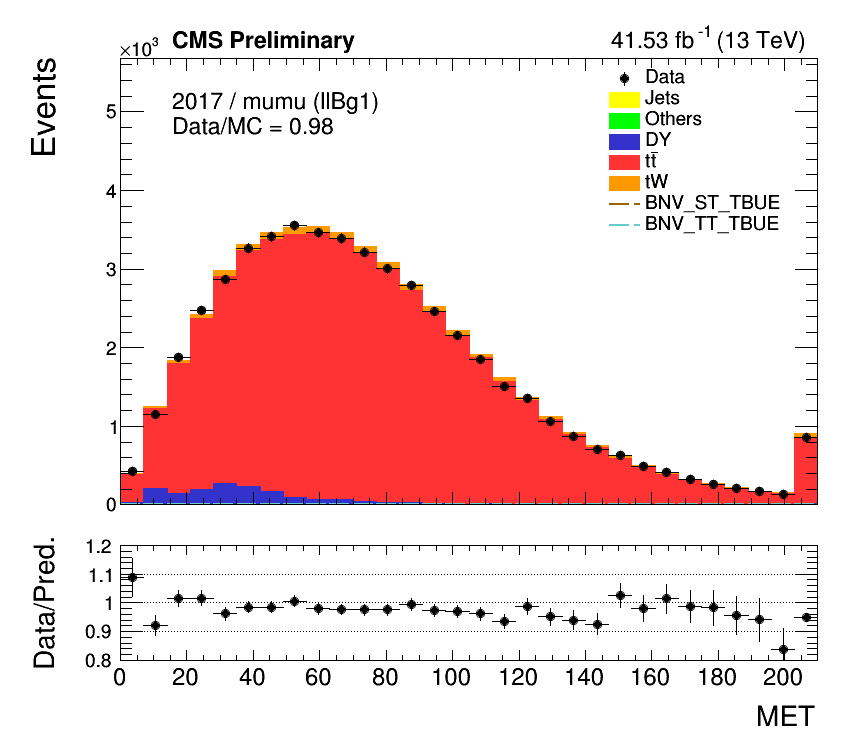 ×10³ CMS Preliminary 41.53 fb⁻¹ (13 TeV)
Events
2017 / mumu (llBg1)
Data/MC = 0.98
Data
Jets
Others
DY
tt̄
tW
BNV_ST_TBUE
BNV_TT_TBUE
5
4
3
2
1
0
Data/Pred.
1.2
1.1
1
0.9
0.8
0 20 40 60 80 100 120 140 160 180 200
MET